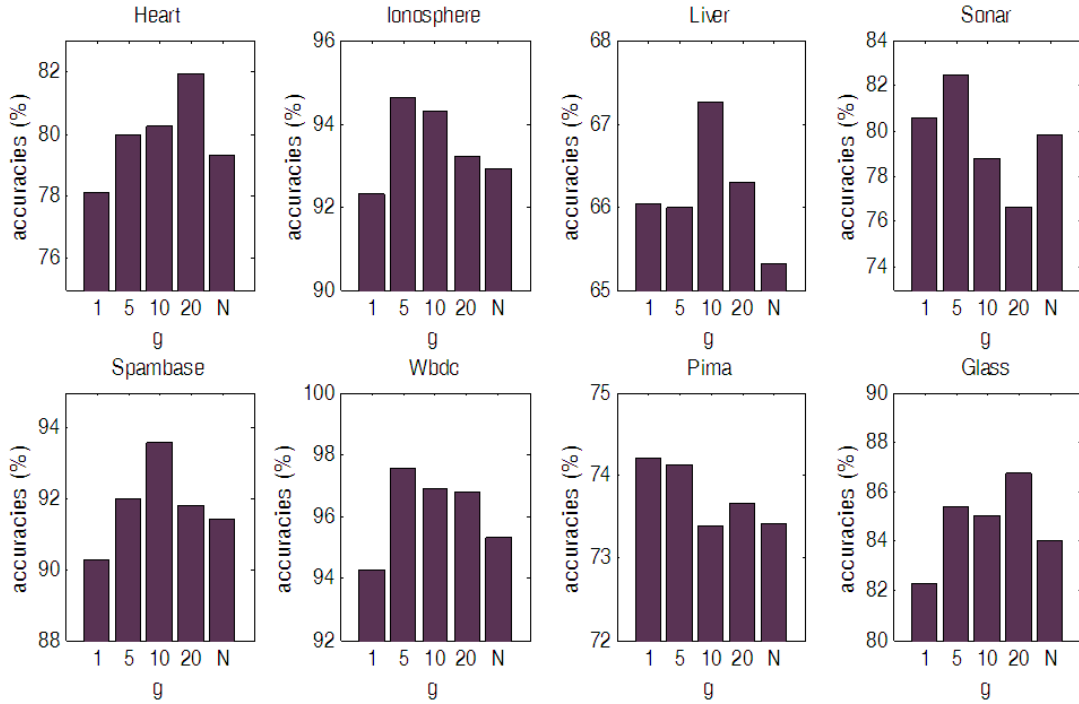 Heart
accuracies (%)
82
80
78
76
1 5 10 20 N
g
Ionosphere
accuracies (%)
96
94
92
90
1 5 10 20 N
g
Liver
accuracies (%)
68
67
66
65
1 5 10 20 N
g
Sonar
accuracies (%)
84
82
80
78
76
74
1 5 10 20 N
g
Spambase
accuracies (%)
94
92
90
88
1 5 10 20 N
g
Wbdc
accuracies (%)
100
98
96
94
92
1 5 10 20 N
g
Pima
accuracies (%)
75
74
73
72
1 5 10 20 N
g
Glass
accuracies (%)
90
88
86
84
82
80
1 5 10 20 N
g